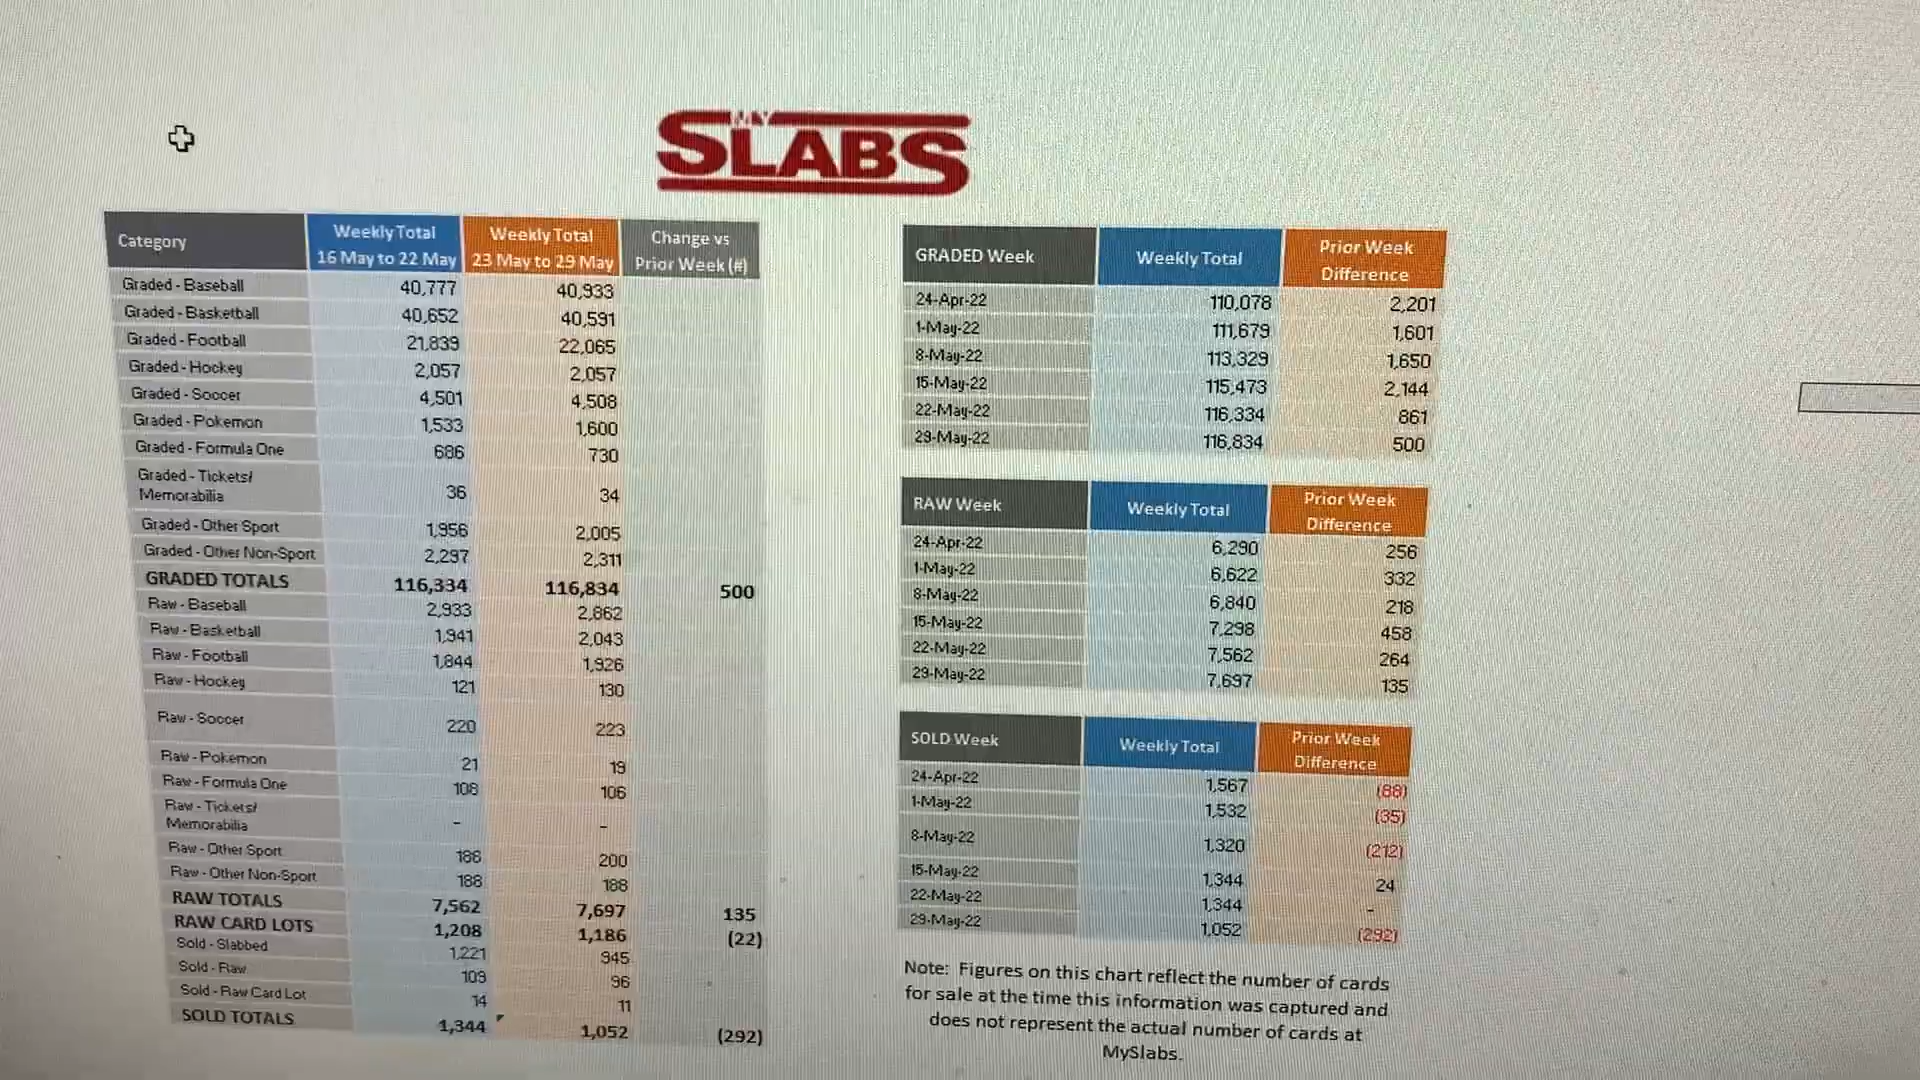 MY
SLABS
Category Weekly Total 16 May to 22 May Weekly Total 23 May to 29 May Change vs Prior Week (#)
Graded - Baseball 40,777 40,933
Graded - Basketball 40,652 40,591
Graded - Football 21,839 22,065
Graded - Hockey 2,057 2,057
Graded - Soccer 4,501 4,508
Graded - Pokemon 1,533 1,600
Graded - Formula One 686 730
Graded - Tickets/
Memorabilia 36 34
Graded - Other Sport 1,956 2,005
Graded - Other Non-Sport 2,297 2,311
GRADED TOTALS 116,334 116,834 500
Raw - Baseball 2,933 2,862
Raw - Basketball 1,941 2,043
Raw - Football 1,844 1,926
Raw - Hockey 121 130
Raw - Soccer 220 223
Raw - Pokemon 21 19
Raw - Formula One 106
Raw - Tickets/
Memorabilia - -
Raw - Other Sport 200
Raw - Other Non-Sport 188 188
RAW TOTALS 7,562 7,697 135
RAW CARD LOTS 1,208 1,186 (22)
Sold - Slabbed 1,221 945
Sold - Raw 109 96
Sold - Raw Card Lot 14 11
SOLD TOTALS 1,344 1,052 (292)
GRADED Week Weekly Total Prior Week Difference
24-Apr-22 110,078 2,201
1-May-22 111,679 1,601
8-May-22 113,329 1,650
15-May-22 115,473 2,144
22-May-22 116,334 861
29-May-22 116,834 500
RAW Week Weekly Total Prior Week Difference
24-Apr-22 6,290 256
1-May-22 6,622 332
8-May-22 6,840 218
15-May-22 7,298 458
22-May-22 7,562 264
29-May-22 7,697 135
SOLD Week Weekly Total Prior Week Difference
24-Apr-22 1,567 (88)
1-May-22 1,532 (35)
8-May-22 1,320 (212)
15-May-22 1,344 24
22-May-22 1,344 -
29-May-22 1,052 (292)
Note: Figures on this chart reflect the number of cards
for sale at the time this information was captured and
does not represent the actual number of cards at
MySlabs.